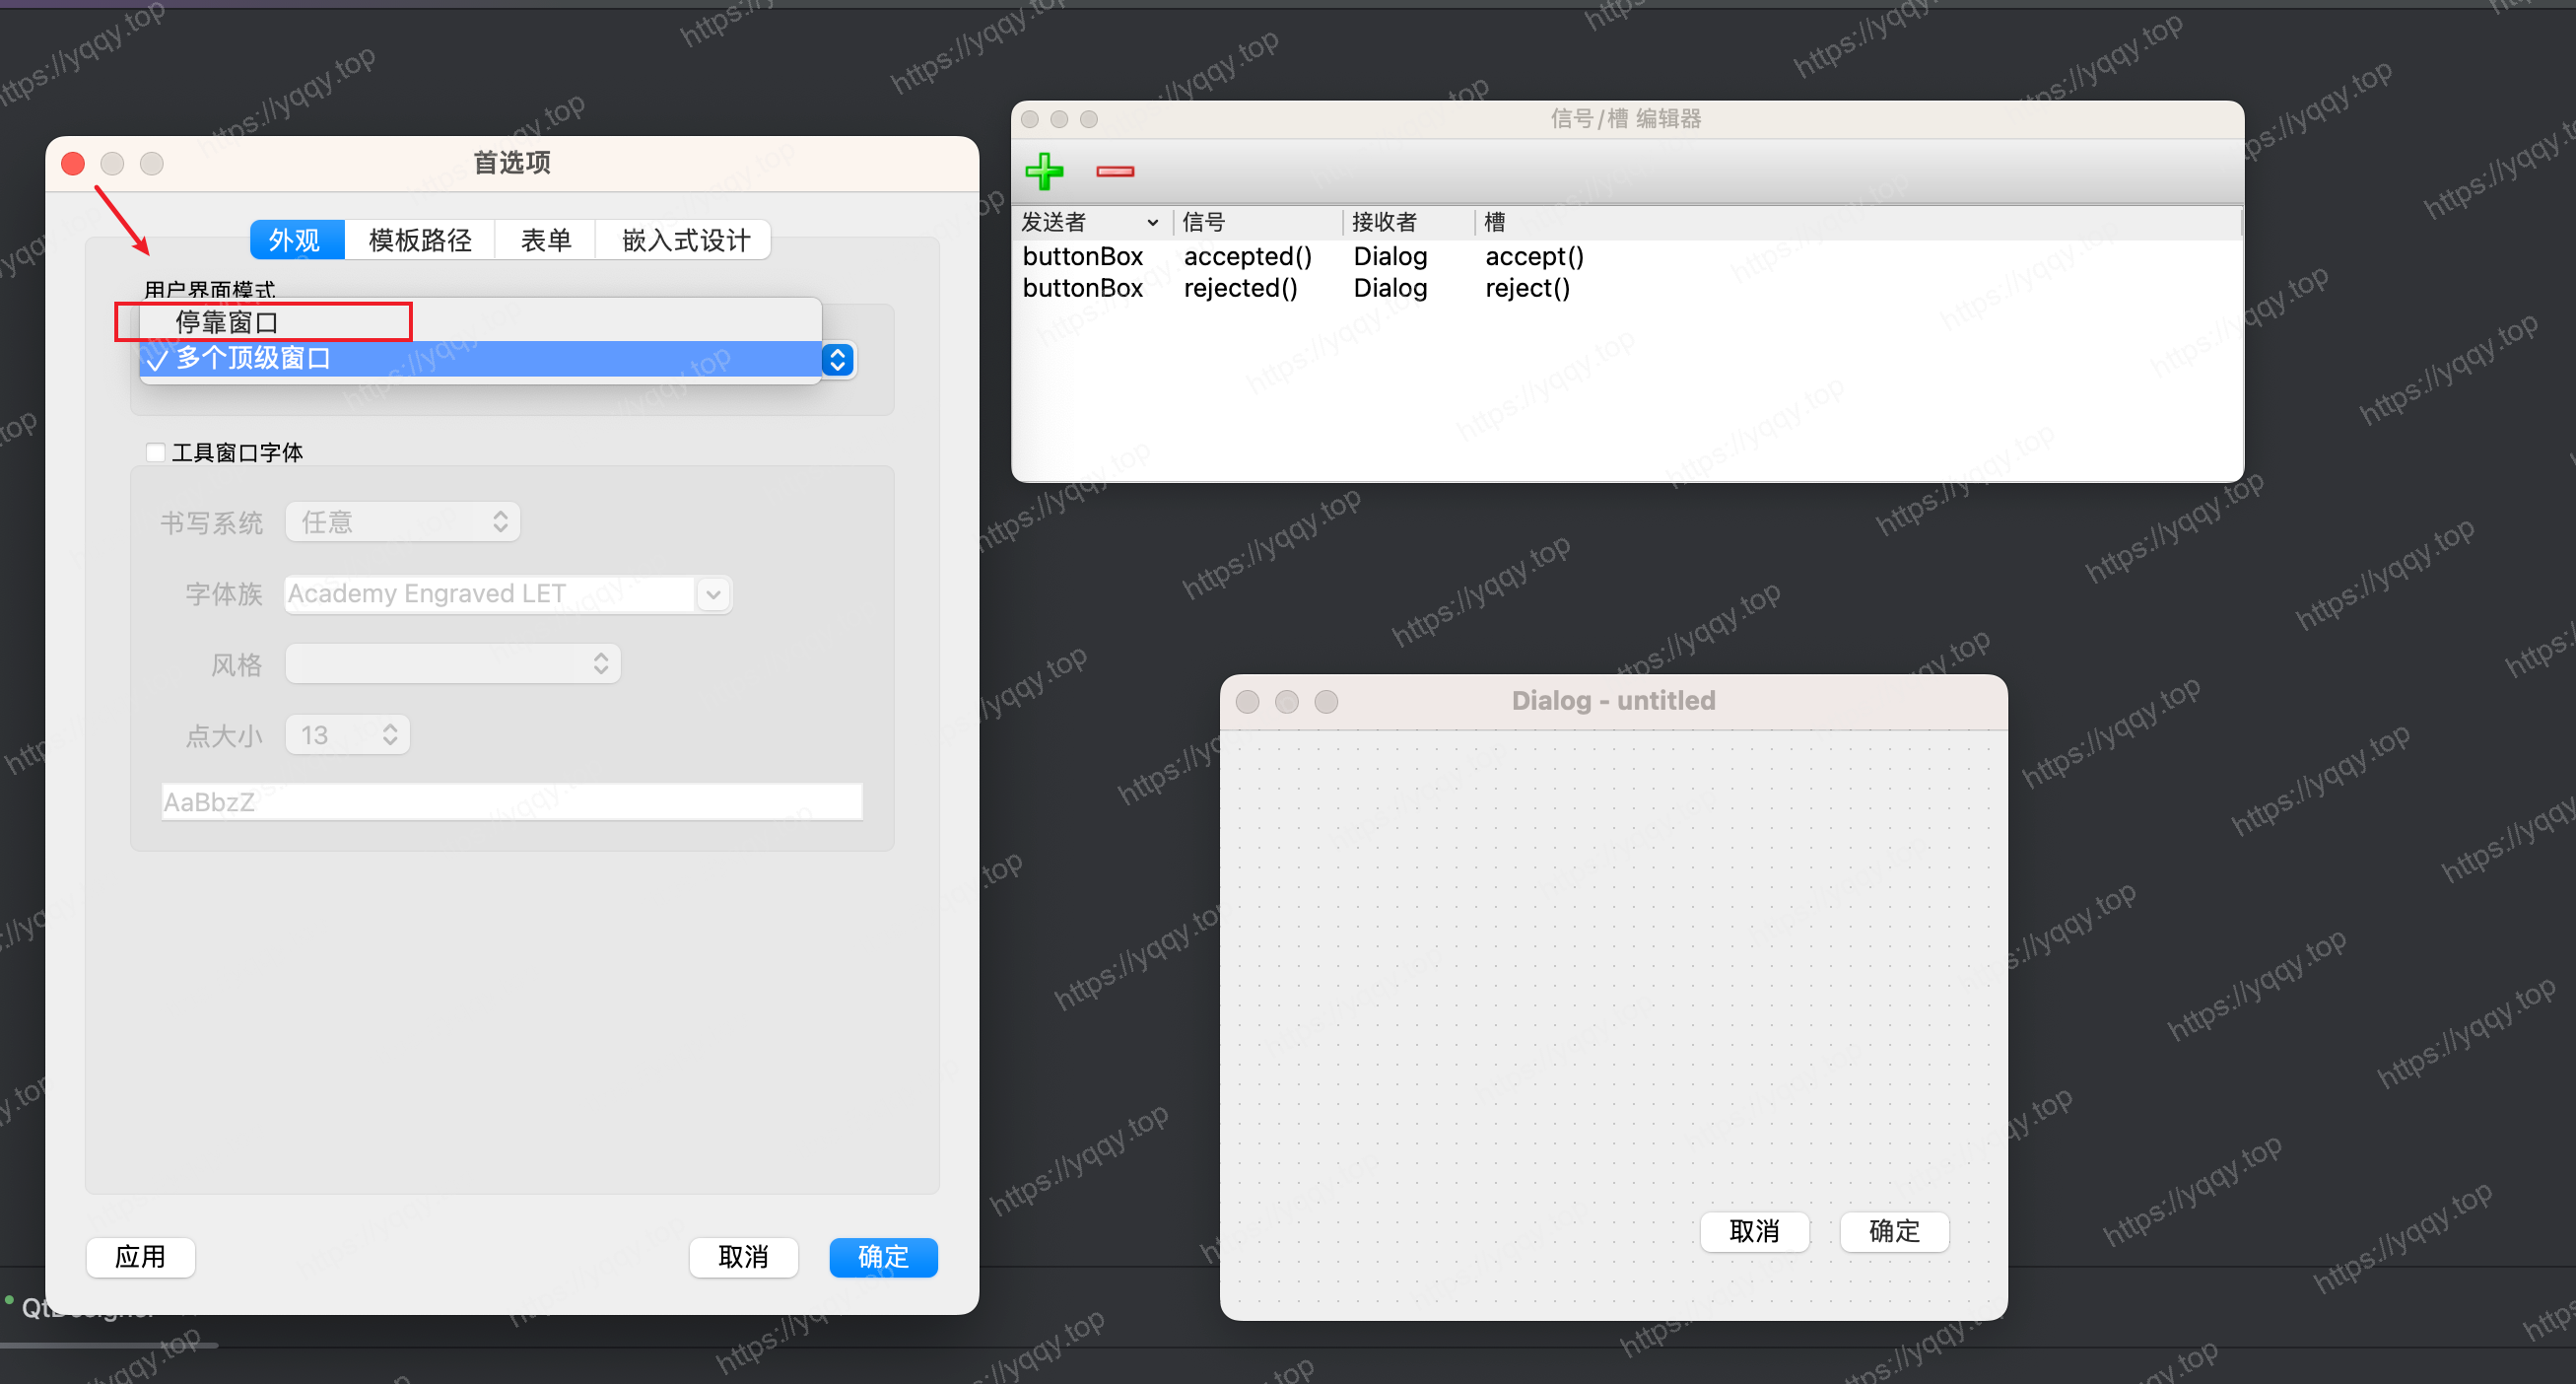 首选项
外观 模板路径 表单 嵌入式设计
用户界面模式
停靠窗口
多个顶级窗口
工具窗口字体
书写系统 任意
字体族 Academy Engraved LET
风格
点大小 13
AaBbzZ
应用 取消 确定
信号/槽 编辑器
发送者 信号 接收者 槽
buttonBox accepted() Dialog accept()
buttonBox rejected() Dialog reject()
Dialog - untitled
取消 确定
QtDesigner
https://yqqy.top